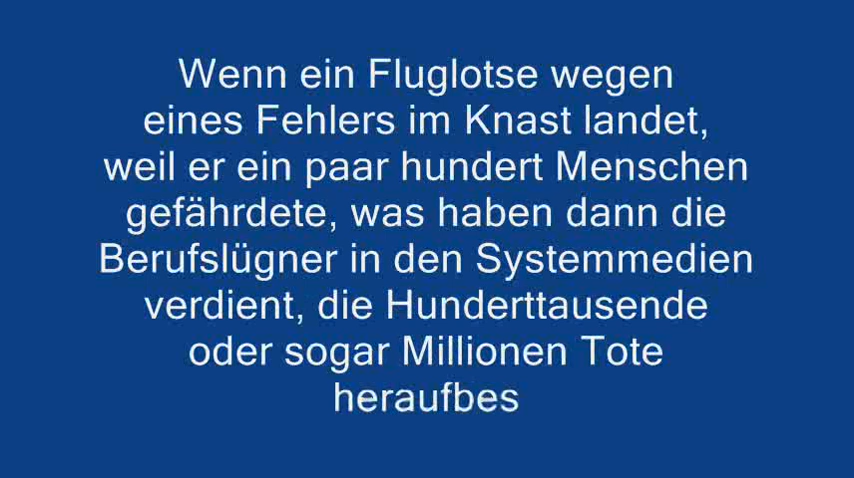 Wenn ein Fluglotse wegen
eines Fehlers im Knast landet,
weil er ein paar hundert Menschen
gefährdete, was haben dann die
Berufslügner in den Systemmedien
verdient, die Hunderttausende
oder sogar Millionen Tote
heraufbes